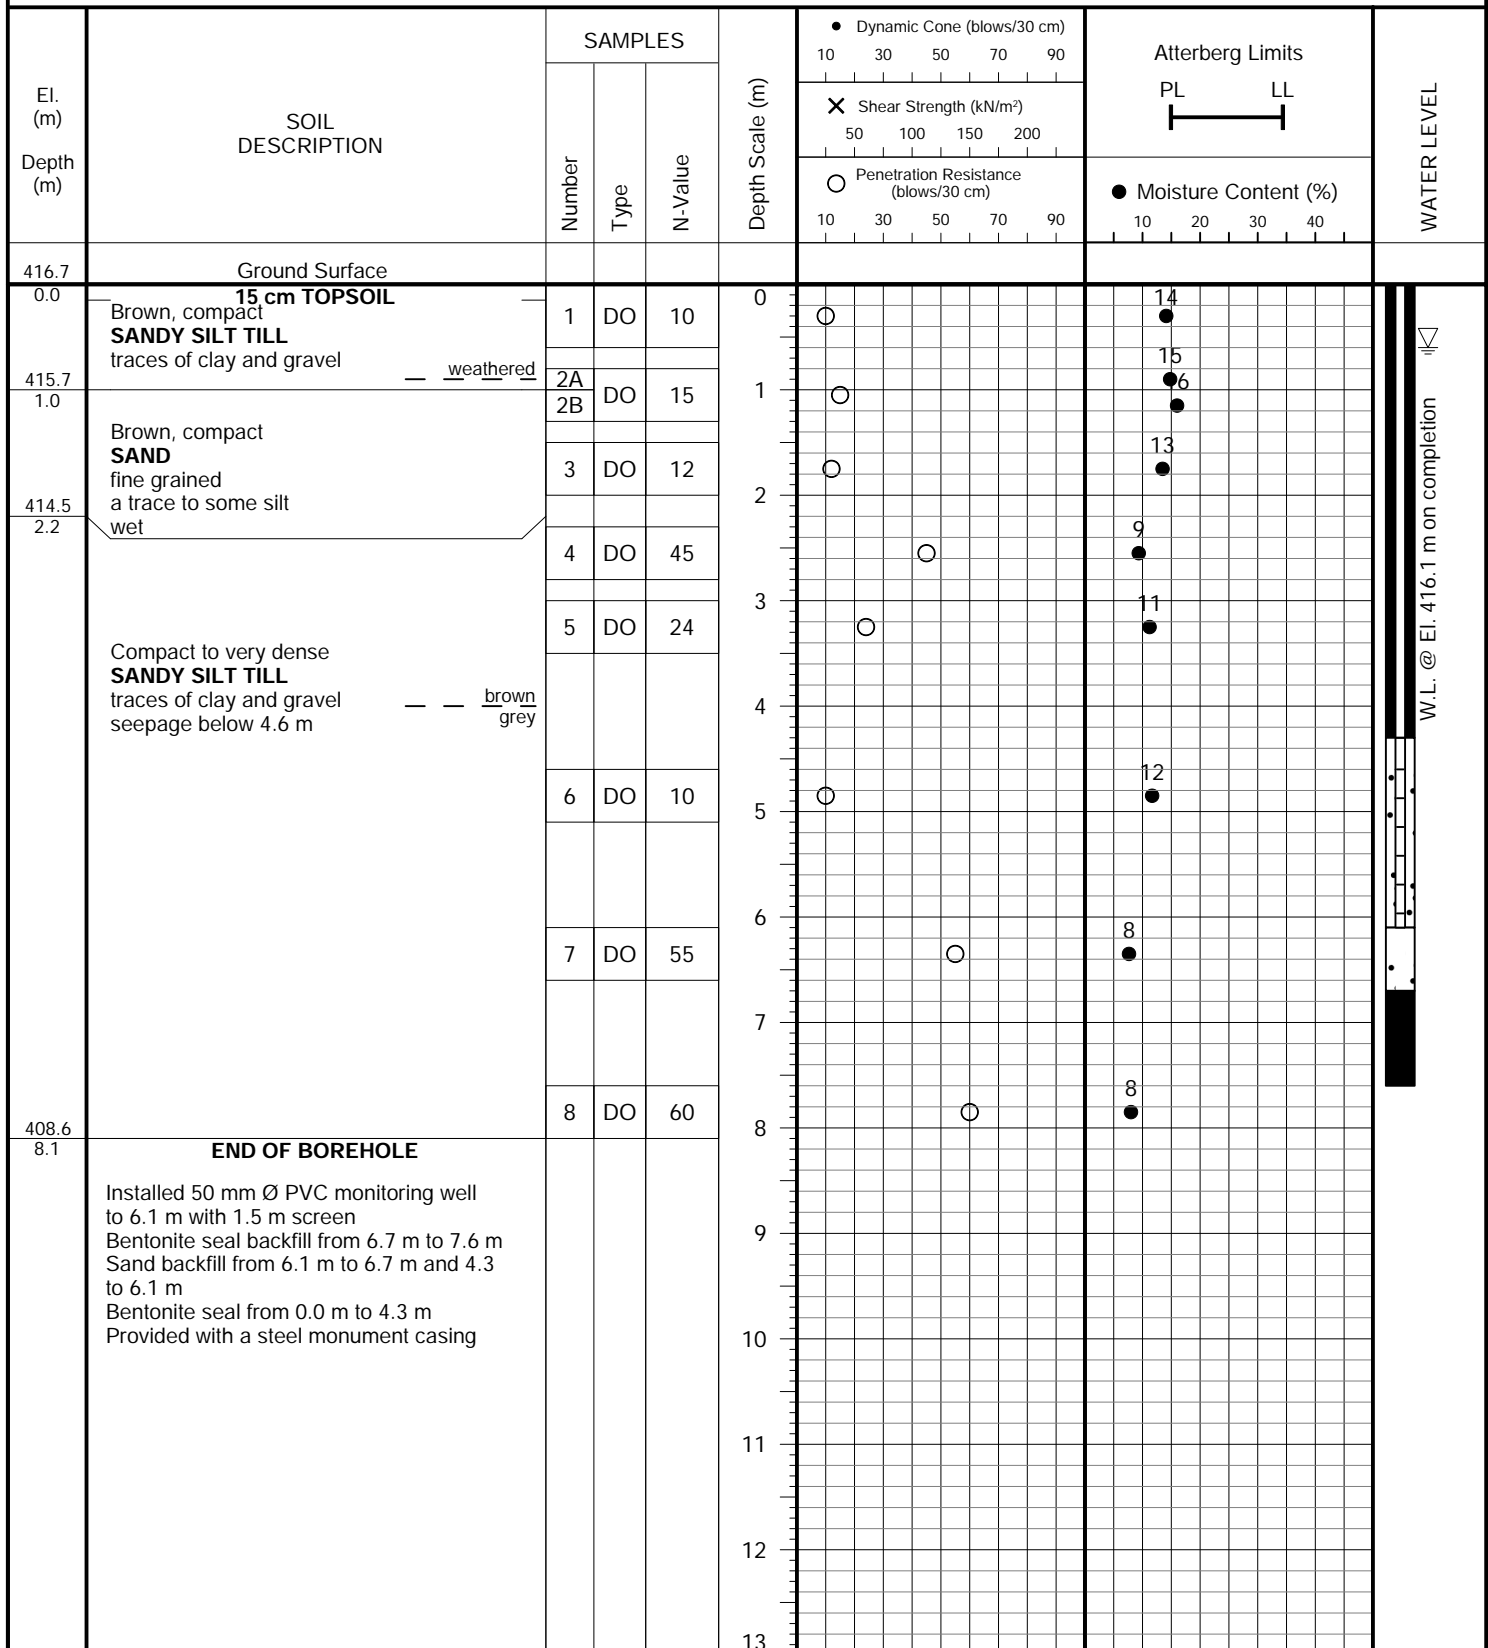 El.
(m)
Depth
(m)
SOIL
DESCRIPTION
SAMPLES
Number
Type
N-Value
Depth Scale (m)
Dynamic Cone (blows/30 cm)
10 30 50 70 90
Shear Strength (kN/m²)
50 100 150 200
Penetration Resistance
(blows/30 cm)
10 30 50 70 90
Atterberg Limits
PL LL
Moisture Content (%)
10 20 30 40
WATER LEVEL
416.7
Ground Surface
0.0
15 cm TOPSOIL
Brown, compact
SANDY SILT TILL
traces of clay and gravel
weathered
1 DO 10
0
14
415.7
1.0
2A
2B
DO 15
1
15
6
Brown, compact
SAND
fine grained
a trace to some silt
wet
3 DO 12
13
2
414.5
2.2
4 DO 45
9
3
5 DO 24
11
Compact to very dense
SANDY SILT TILL
traces of clay and gravel
seepage below 4.6 m
brown
grey
4
W.L. @ El. 416.1 m on completion
6 DO 10
12
5
6
7 DO 55
8
7
8 DO 60
8
8
408.6
8.1
END OF BOREHOLE
Installed 50 mm Ø PVC monitoring well
to 6.1 m with 1.5 m screen
Bentonite seal backfill from 6.7 m to 7.6 m
Sand backfill from 6.1 m to 6.7 m and 4.3
to 6.1 m
Bentonite seal from 0.0 m to 4.3 m
Provided with a steel monument casing
9
10
11
12
13